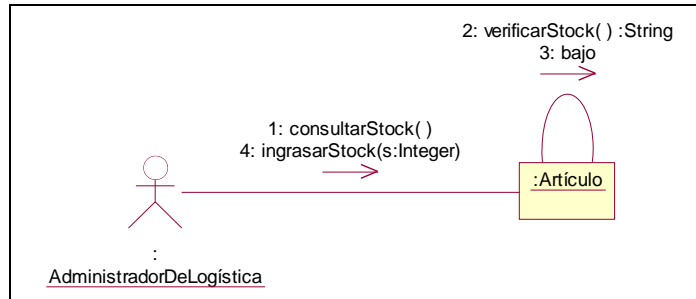 2: verificarStock( ) :String
3: bajo
1: consultarStock( )
4: ingrasarStock(s:Integer)
:Artículo
:
AdministradorDeLogística